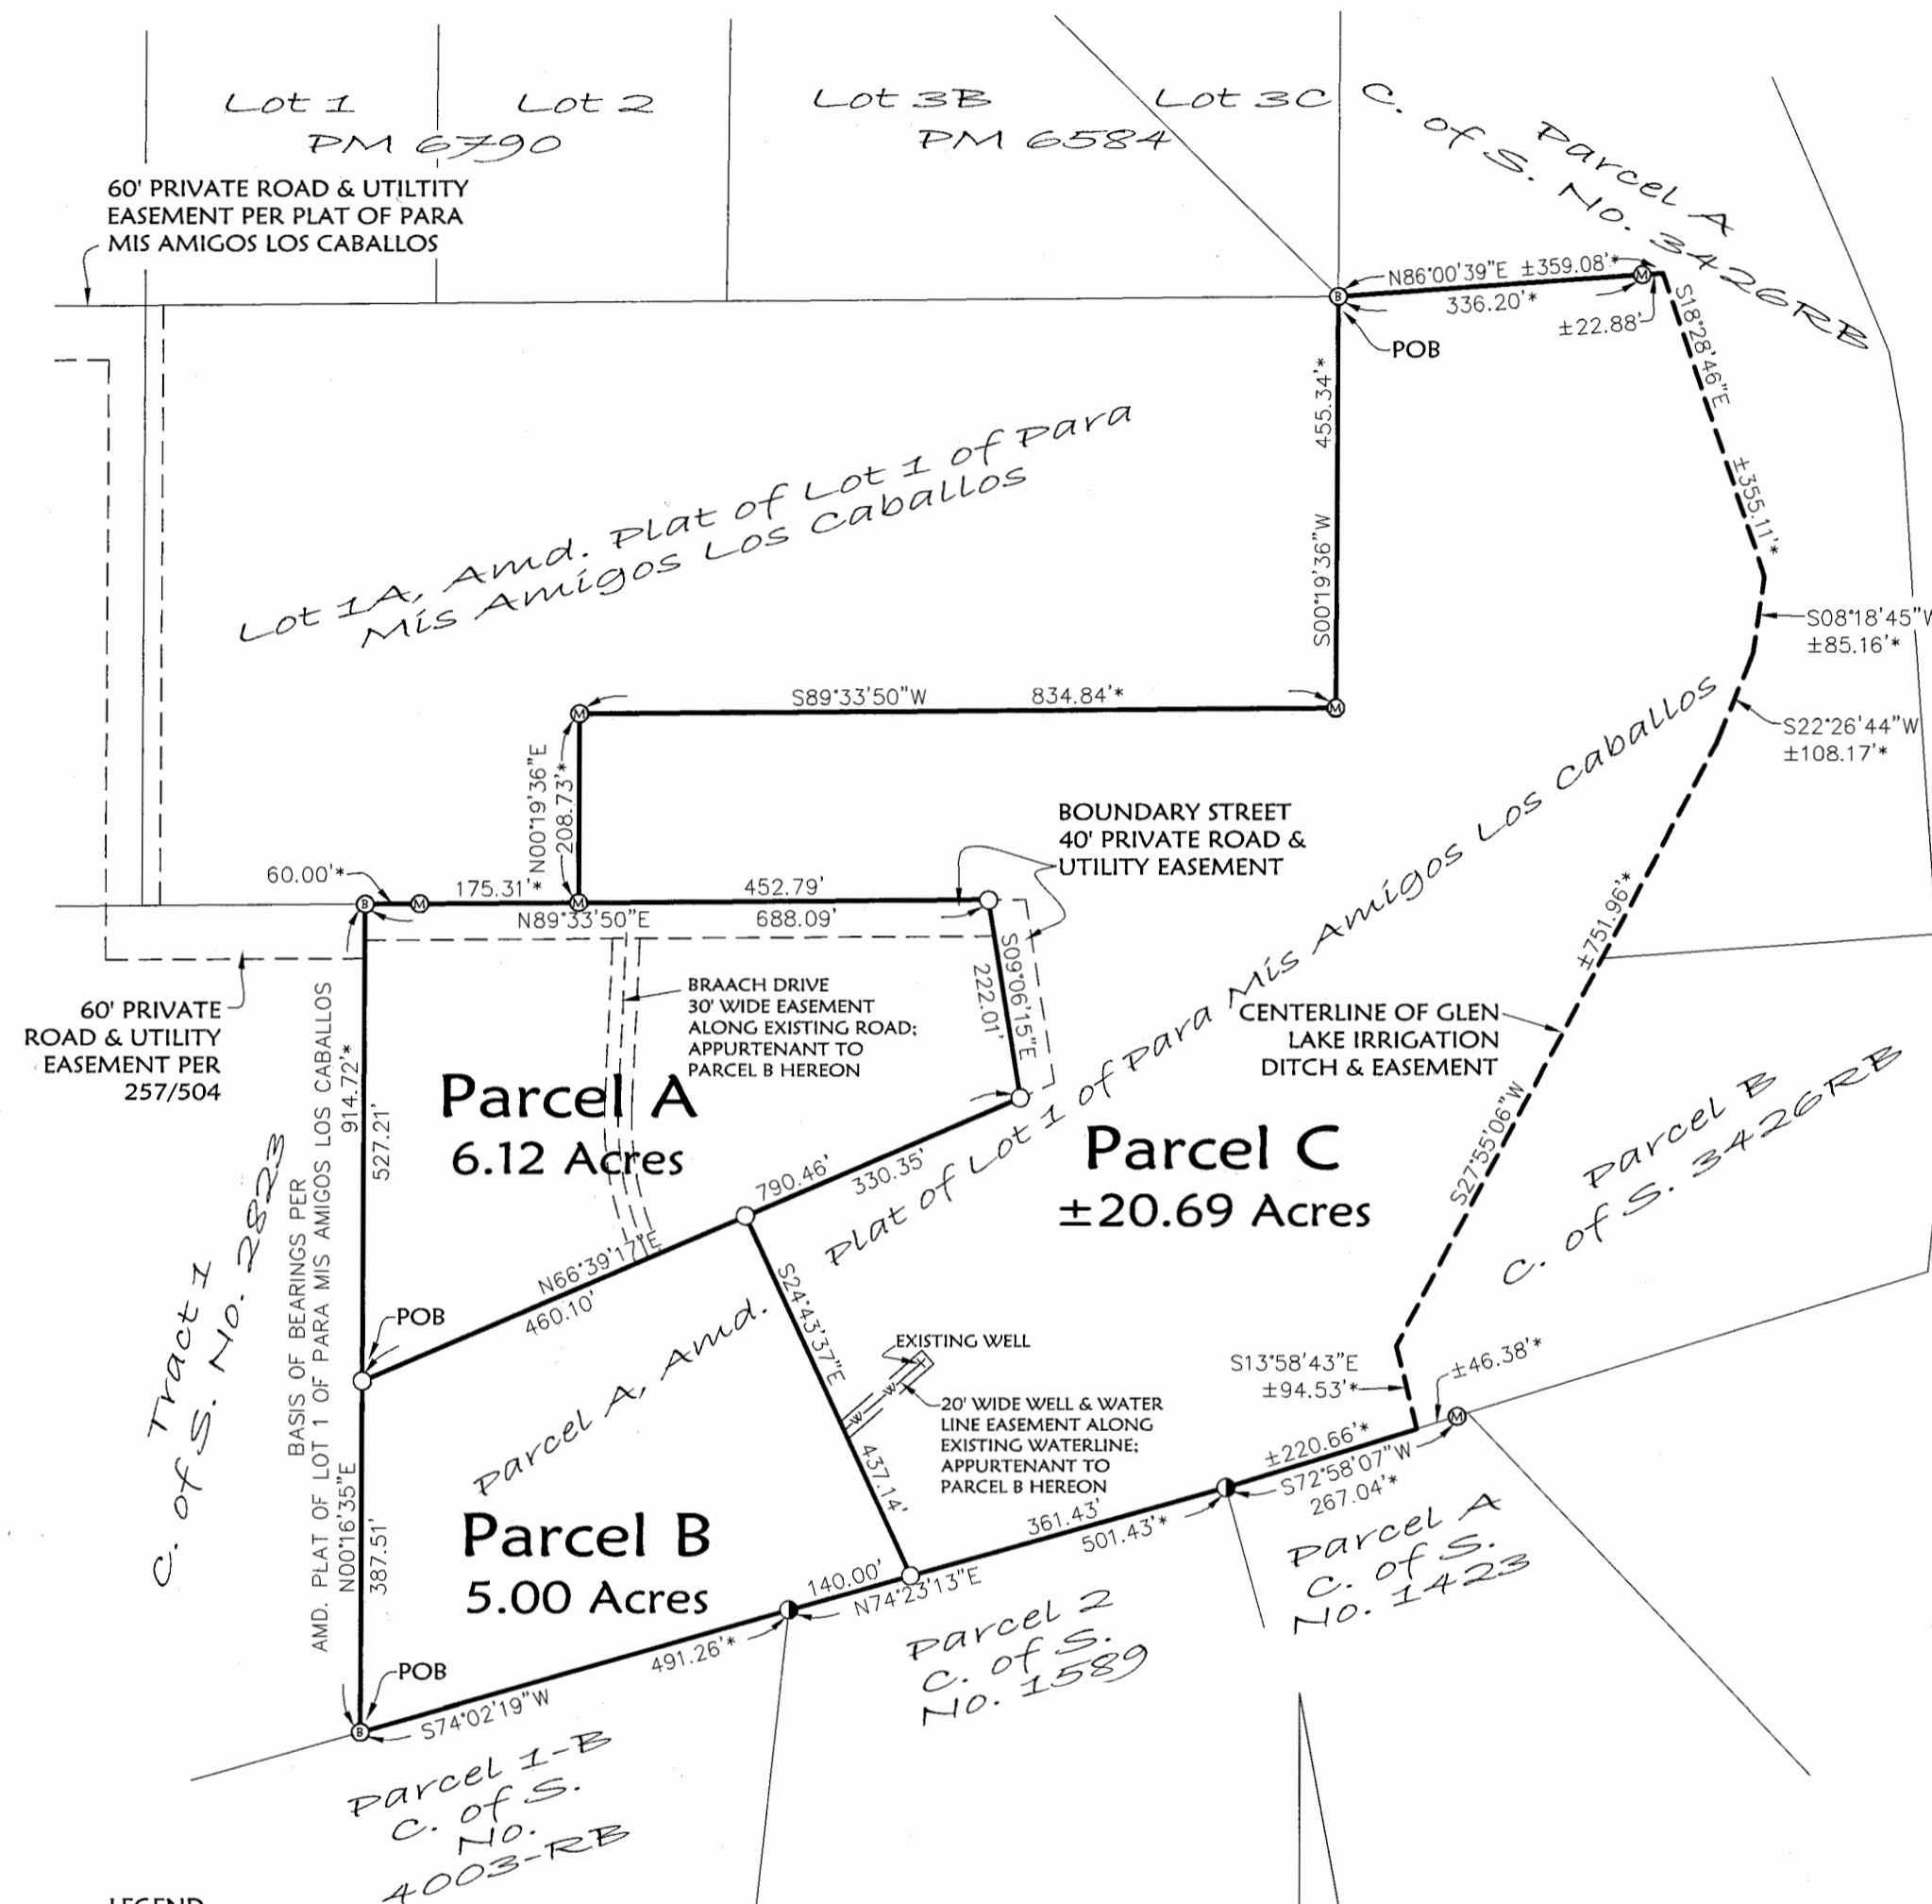 Lot 1
Lot 2
PM 6790
Lot 3B
Lot 3C
PM 6584
C. of S. No. 3426RB
Parcel A
60' PRIVATE ROAD & UTILTITY
EASEMENT PER PLAT OF PARA
MIS AMIGOS LOS CABALLOS
N86°00'39"E ±359.08'*
336.20'*
±22.88'
POB
S18°28'46"E
±355.11'*
455.34'*
S00°19'36"W
Lot 1A, Amd. Plat of Lot 1 of Para
Mis Amigos Los Caballos
S08°18'45"W
±85.16'*
S89°33'50"W 834.84'*
S22°26'44"W
±108.17'*
N00°19'36"E
208.73'*
BOUNDARY STREET
40' PRIVATE ROAD &
UTILITY EASEMENT
60.00'*
175.31'*
452.79'
N89°33'50"E
688.09'
S09°06'15"E
222.01'
±751.96'*
S27°55'06"W
60' PRIVATE
ROAD & UTILITY
EASEMENT PER
257/504
BRAACH DRIVE
30' WIDE EASEMENT
ALONG EXISTING ROAD;
APPURTENANT TO
PARCEL B HEREON
CENTERLINE OF GLEN
LAKE IRRIGATION
DITCH & EASEMENT
Parcel A
6.12 Acres
Parcel C
±20.69 Acres
Parcel B
C. of S. 3426RB
914.72'*
527.21'
BASIS OF BEARINGS PER
AMD. PLAT OF LOT 1 OF PARA MIS AMIGOS LOS CABALLOS
N00°16'35"E
387.51'
Tract 1
C. of S. No. 2823
790.46'
330.35'
N66°39'17"E
460.10'
POB
Parcel A, Amd. Plat of Lot 1 of Para Mis Amigos Los Caballos
S24°43'37"E
437.14'
EXISTING WELL
W
W
20' WIDE WELL & WATER
LINE EASEMENT ALONG
EXISTING WATERLINE;
APPURTENANT TO
PARCEL B HEREON
S13°58'43"E
±94.53'*
±46.38'*
±220.66'*
S72°58'07"W
267.04'*
Parcel B
5.00 Acres
361.43'
501.43'*
140.00'
N74°23'13"E
491.26'*
S74°02'19"W
POB
Parcel A
C. of S.
No. 1423
Parcel 2
C. of S.
No. 1589
Parcel 1-B
C. of S.
No.
4003-RB
B
M
M
M
M
B
M
M
B
LEGEND